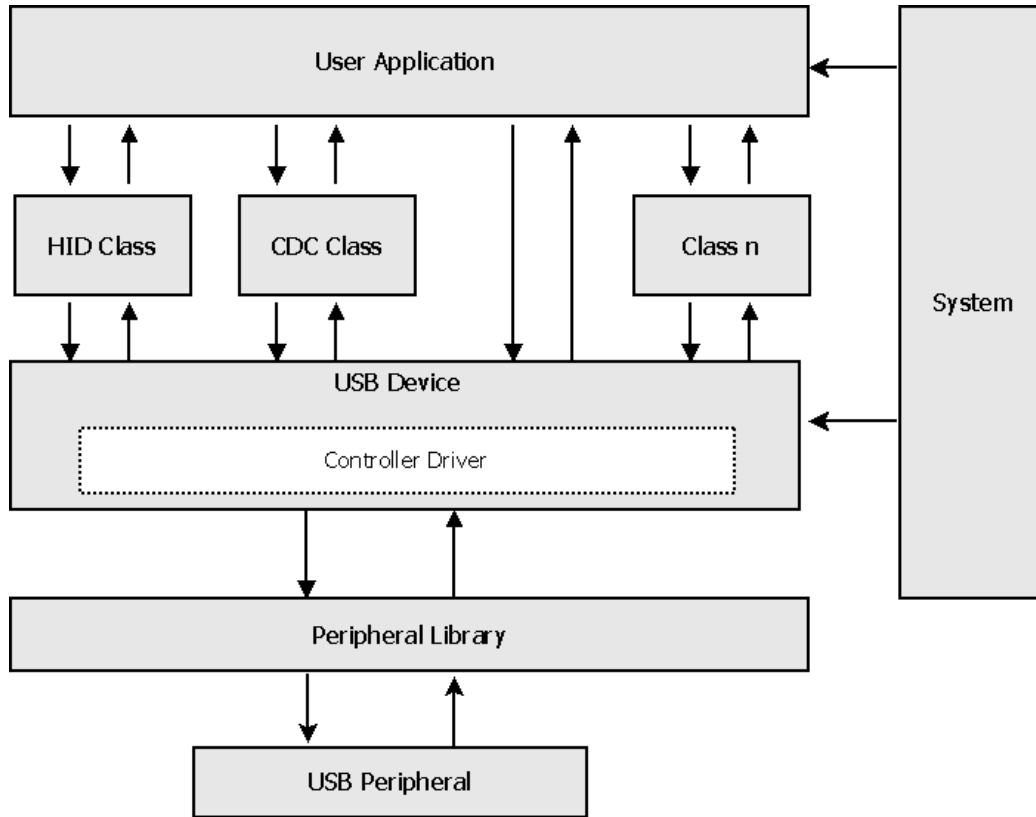 User Application
HID Class
CDC Class
Class n
System
USB Device
Controller Driver
Peripheral Library
USB Peripheral